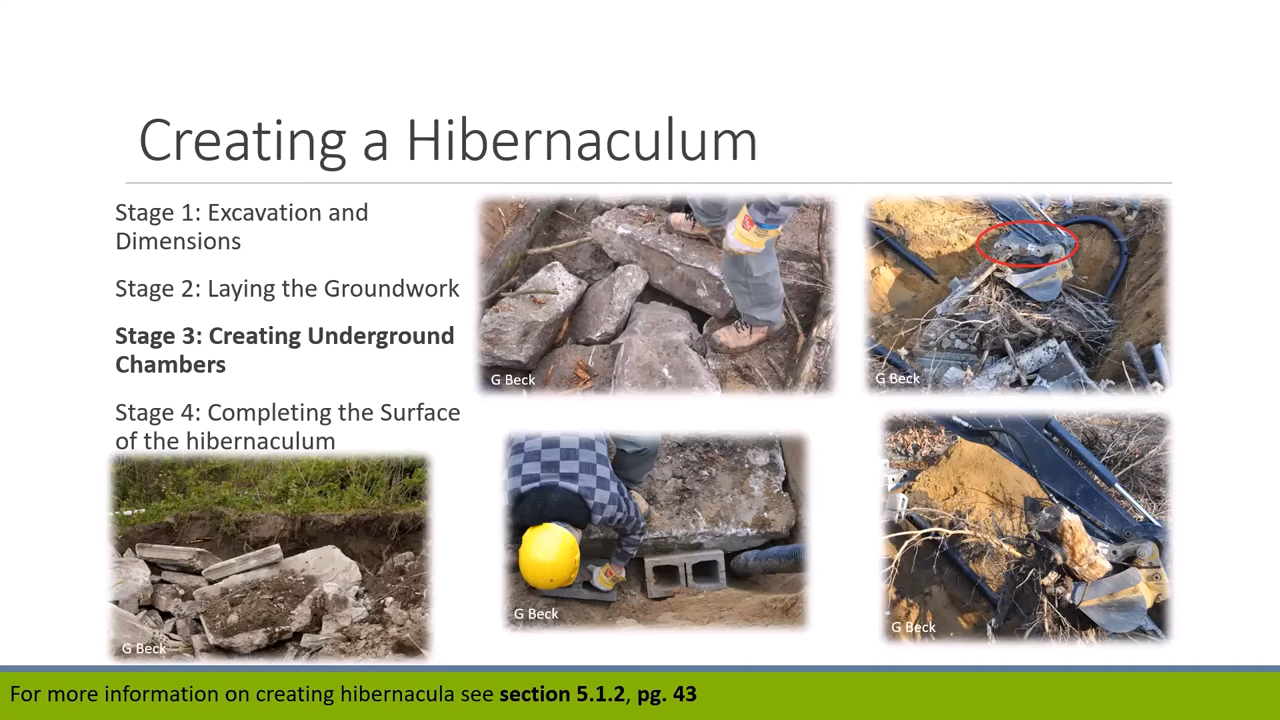 Creating a Hibernaculum
Stage 1: Excavation and
Dimensions
Stage 2: Laying the Groundwork
Stage 3: Creating Underground
Chambers
Stage 4: Completing the Surface
of the hibernaculum
G Beck
G Beck
G Beck
G Beck
G Beck
For more information on creating hibernacula see section 5.1.2, pg. 43